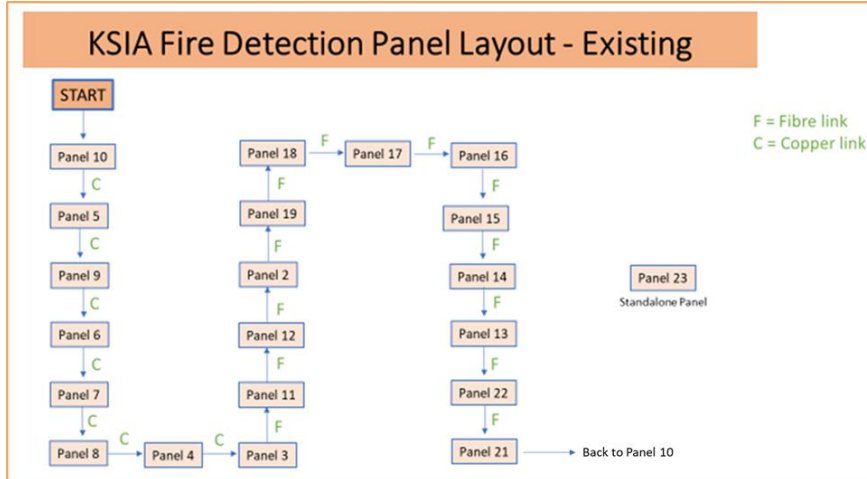 KSIA Fire Detection Panel Layout - Existing
START
F = Fibre link
C = Copper link
Panel 10
C
Panel 5
C
Panel 9
C
Panel 6
C
Panel 7
C
Panel 8
C
Panel 4
C
Panel 3
F
Panel 11
F
Panel 12
F
Panel 2
F
Panel 19
F
Panel 18
F
Panel 17
F
Panel 16
F
Panel 15
F
Panel 14
F
Panel 13
F
Panel 22
F
Panel 21
Back to Panel 10
Panel 23
Standalone Panel